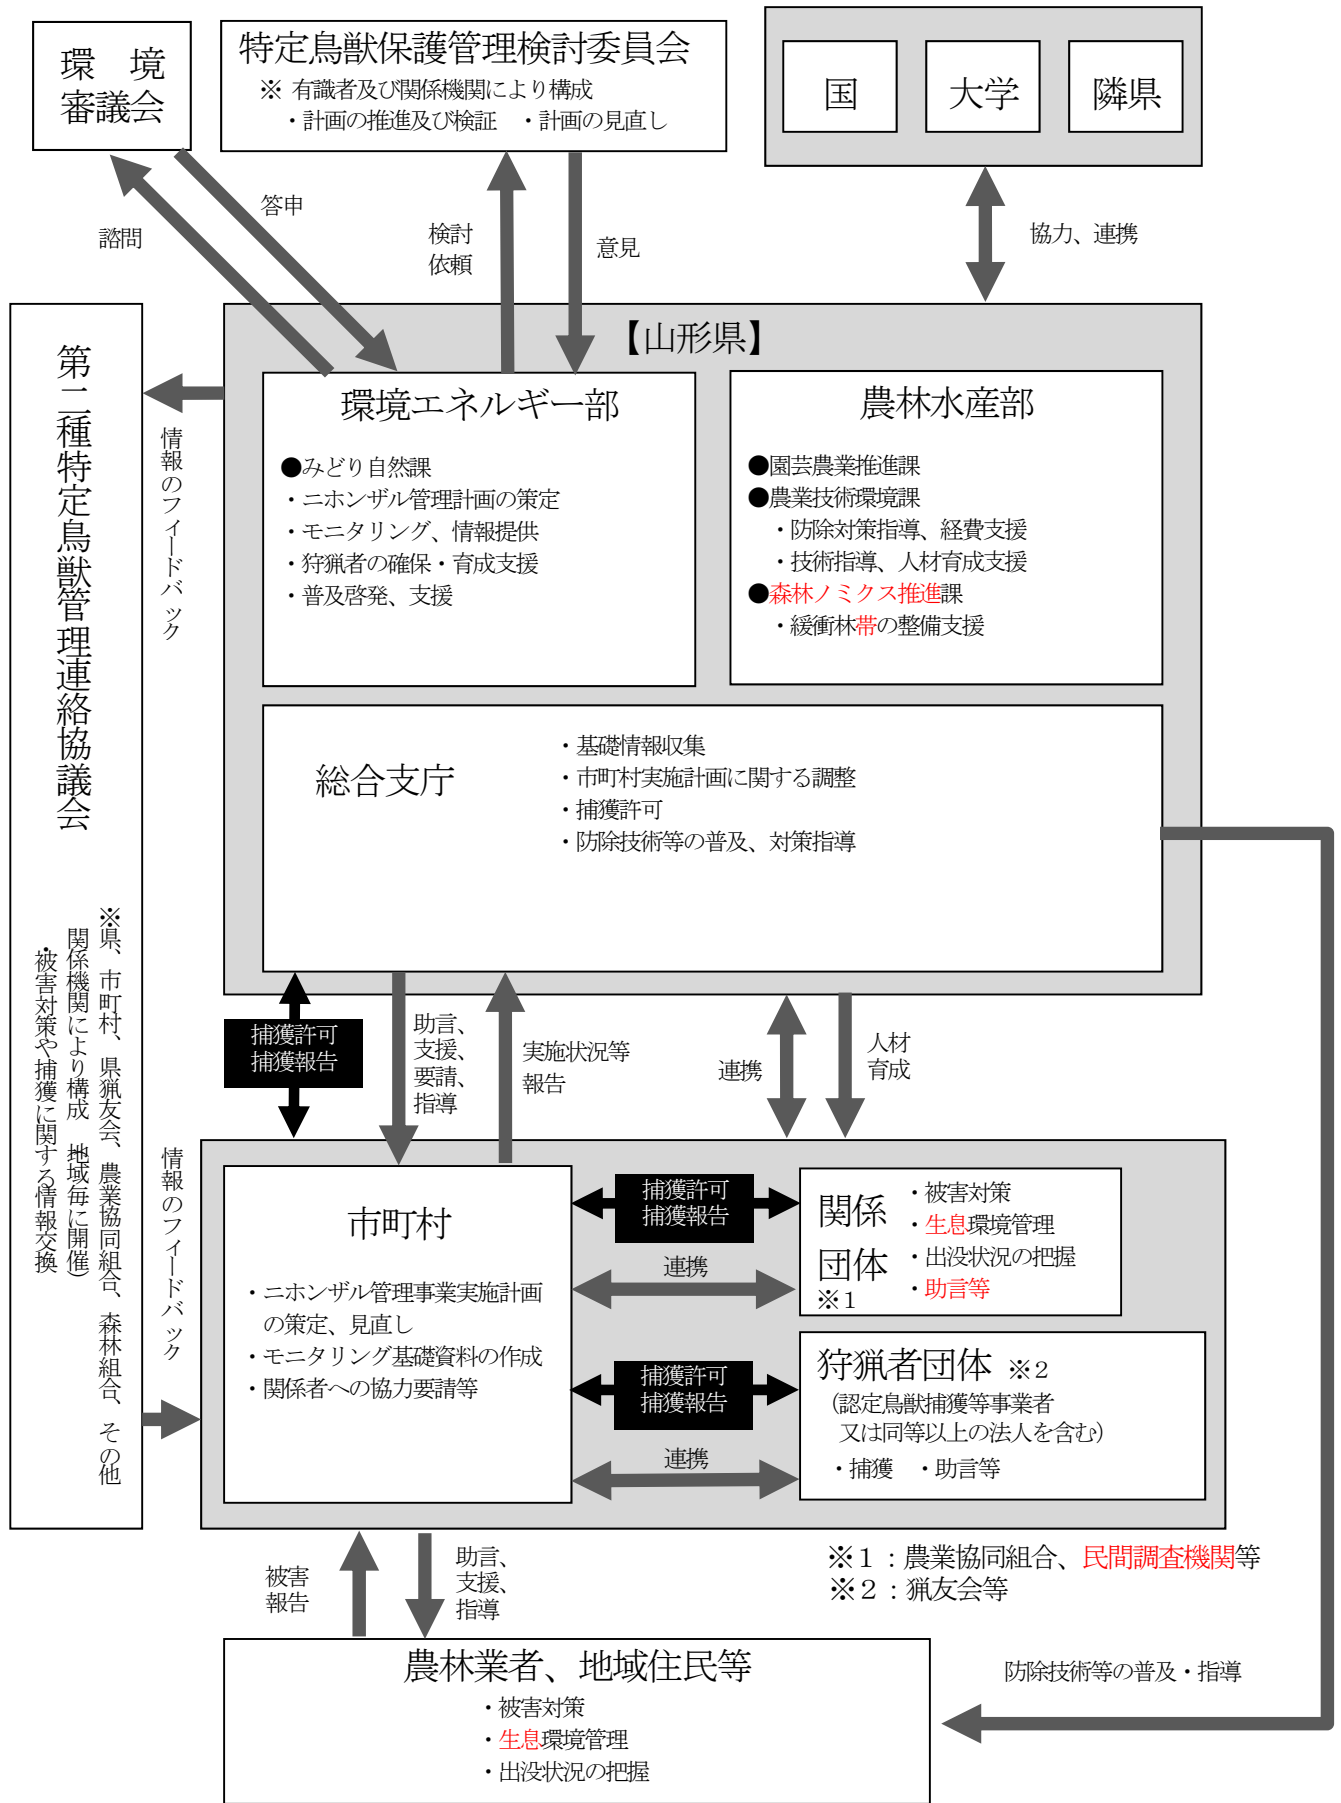 環　境
審議会
特定鳥獣保護管理検討委員会
※ 有識者及び関係機関により構成
・計画の推進及び検証　・計画の見直し
国
大学
隣県
諮問
答申
検討
依頼
意見
協力、連携
【山形県】
環境エネルギー部
●みどり自然課
・ニホンザル管理計画の策定
・モニタリング、情報提供
・狩猟者の確保・育成支援
・普及啓発、支援
農林水産部
●園芸農業推進課
●農業技術環境課
・防除対策指導、経費支援
・技術指導、人材育成支援
●森林ノミクス推進課
・緩衝林帯の整備支援
総合支庁
・基礎情報収集
・市町村実施計画に関する調整
・捕獲許可
・防除技術等の普及、対策指導
第二種特定鳥獣管理連絡協議会
※県、市町村、県猟友会、農業協同組合、森林組合、その他
関係機関により構成　地域毎に開催）
・被害対策や捕獲に関する情報交換
情報のフィードバック
情報のフィードバック
捕獲許可
捕獲報告
助言、
支援、
要請、
指導
実施状況等
報告
連携
人材
育成
市町村
・ニホンザル管理事業実施計画
の策定、見直し
・モニタリング基礎資料の作成
・関係者への協力要請等
捕獲許可
捕獲報告
連携
捕獲許可
捕獲報告
連携
関係
団体
※１
・被害対策
・生息環境管理
・出没状況の把握
・助言等
狩猟者団体 ※２
（認定鳥獣捕獲等事業者
又は同等以上の法人を含む）
・捕獲　・助言等
※１：農業協同組合、民間調査機関等
※２：猟友会等
被害
報告
助言、
支援、
指導
農林業者、地域住民等
・被害対策
・生息環境管理
・出没状況の把握
防除技術等の普及・指導